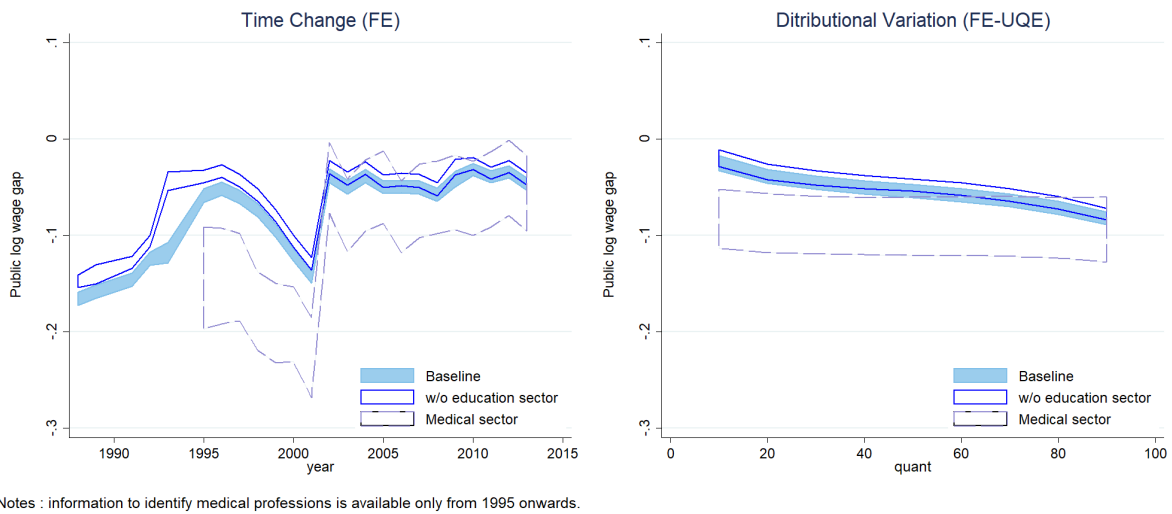 Time Change (FE)
Public log wage gap
.1
0
-.1
-.2
-.3
1990 1995 2000 2005 2010 2015
year
Baseline
w/o education sector
Medical sector
Ditributional Variation (FE-UQE)
Public log wage gap
.1
0
-.1
-.2
-.3
0 20 40 60 80 100
quant
Baseline
w/o education sector
Medical sector
Notes : information to identify medical professions is available only from 1995 onwards.